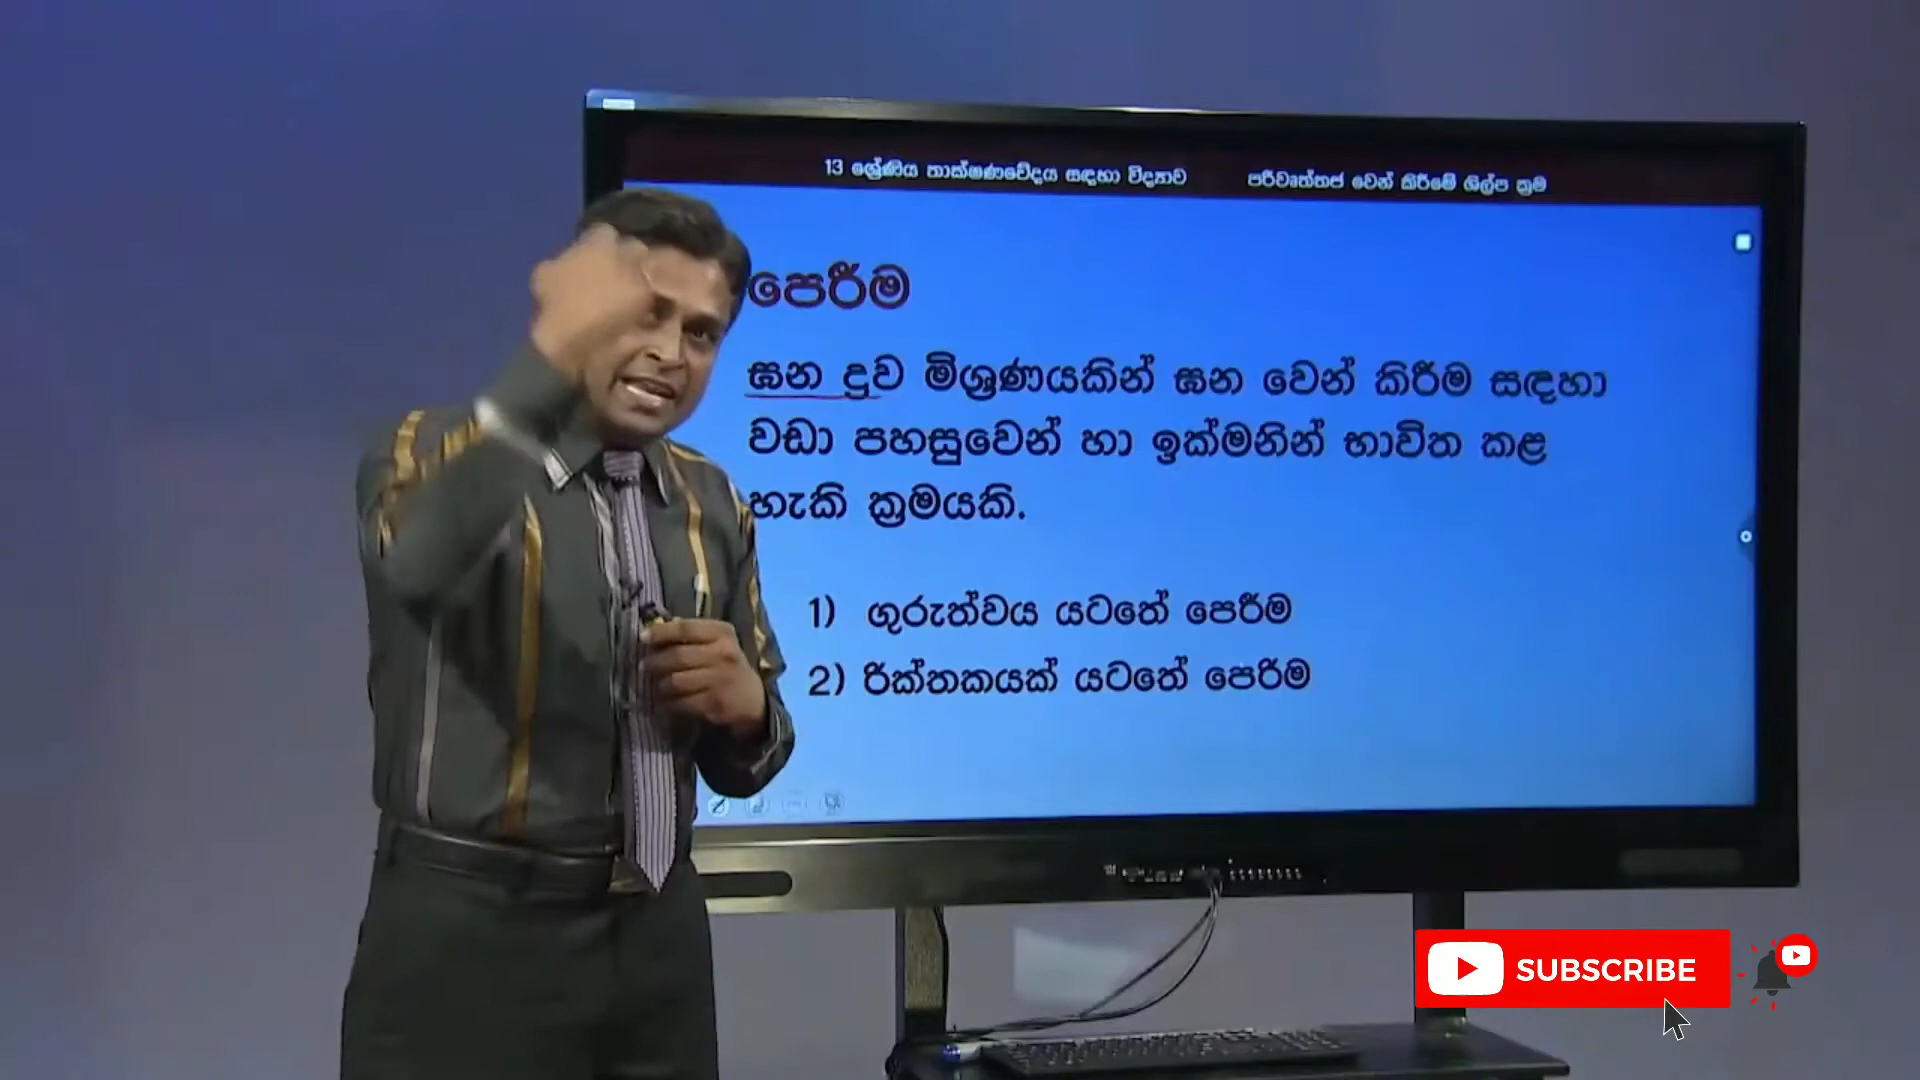 13 ශ්‍රේණිය තාක්ෂණවේදය සඳහා විද්‍යාව
පරිවෘත්තජ වෙන් කිරීමේ ශිල්ප ක්‍රම
පෙරීම
ඝන ද්‍රව මිශ්‍රණයකින් ඝන වෙන් කිරීම සඳහා
වඩා පහසුවෙන් හා ඉක්මනින් භාවිත කළ
හැකි ක්‍රමයකි.
1) ගුරුත්වය යටතේ පෙරීම
2) රික්තකයක් යටතේ පෙරිම
SUBSCRIBE